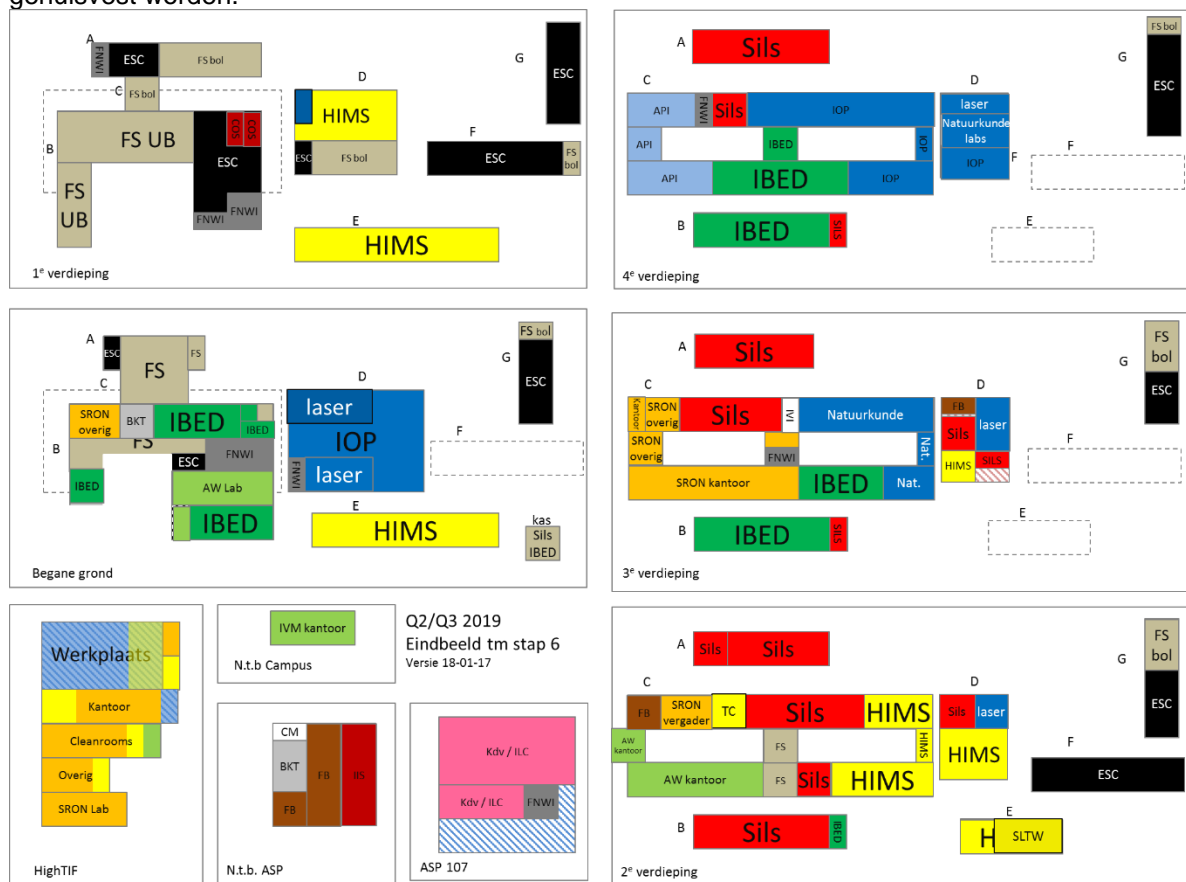 gehuisvest worden.
A
FNWI
ESC
FS bol
C
FS bol
B
FS UB
FS
UB
COS
COS
ESC
FNWI
FNWI
D
HIMS
ESC
FS bol
G
ESC
F
ESC
FS
bol
E
HIMS
1e verdieping
A
Sils
C
API
FNWI
Sils
IOP
API
IBED
IOP
API
IBED
IOP
B
IBED
SILS
D
laser
Natuurkunde
labs
IOP
F
G
FS bol
ESC
F
E
4e verdieping
A
ESC
FS
FS
C
SRON
overig
BKT
IBED
IBED
B
FS
ESC
FNWI
IBED
AW Lab
IBED
D
laser
IOP
FNWI
laser
G
FS bol
ESC
F
E
HIMS
kas
Sils
IBED
Begane grond
A
Sils
C
Kantoor
SRON
overig
Sils
IVI
Natuurkunde
SRON
overig
FNWI
Nat.
SRON kantoor
IBED
Nat.
B
IBED
SILS
D
FB
Sils
laser
HIMS
SILS
G
FS
bol
ESC
F
E
3e verdieping
Werkplaats
Kantoor
Cleanrooms
Overig
SRON Lab
HighTIF
IVM kantoor
N.t.b Campus
Q2/Q3 2019
Eindbeeld tm stap 6
Versie 18-01-17
CM
BKT
FB
FB
IIS
N.t.b. ASP
Kdv / ILC
Kdv / ILC
FNWI
ASP 107
A
Sils
Sils
C
FB
SRON
vergader
TC
Sils
HIMS
AW
kantoor
FS
HIMS
AW kantoor
FS
Sils
HIMS
B
Sils
IBED
D
Sils
laser
HIMS
G
FS
bol
ESC
F
ESC
E
H
SLTW
2e verdieping